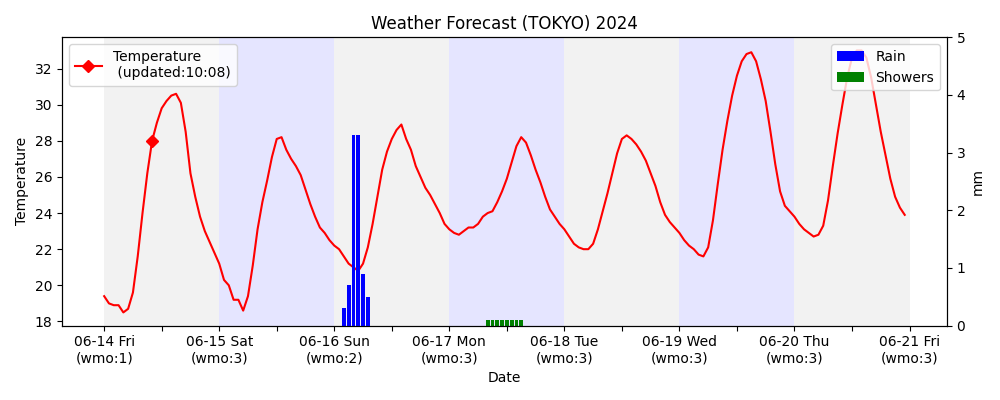 Weather Forecast (TOKYO) 2024
Temperature
(updated:10:08)
Rain
Showers
32
30
28
26
24
22
20
18
Temperature
5
4
3
2
1
0
mm
06-14 Fri
(wmo:1)
06-15 Sat
(wmo:3)
06-16 Sun
(wmo:2)
06-17 Mon
(wmo:3)
06-18 Tue
(wmo:3)
06-19 Wed
(wmo:3)
06-20 Thu
(wmo:3)
06-21 Fri
(wmo:3)
Date